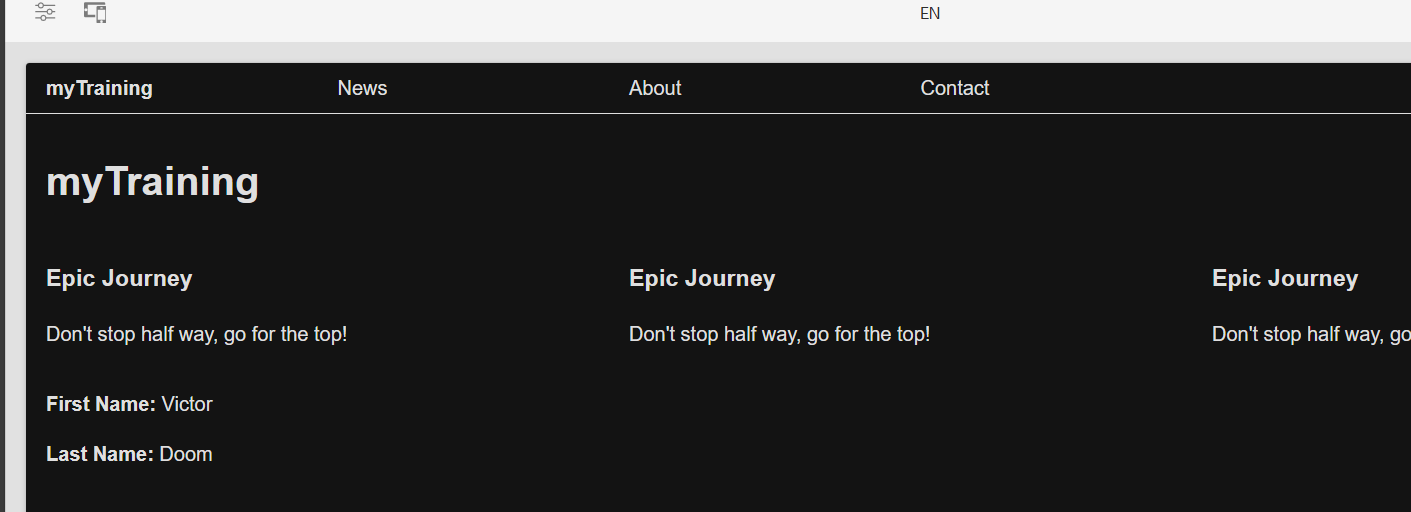 EN
myTraining News About Contact
myTraining
Epic Journey Epic Journey Epic Journey
Don't stop half way, go for the top! Don't stop half way, go for the top! Don't stop half way, go
First Name: Victor
Last Name: Doom